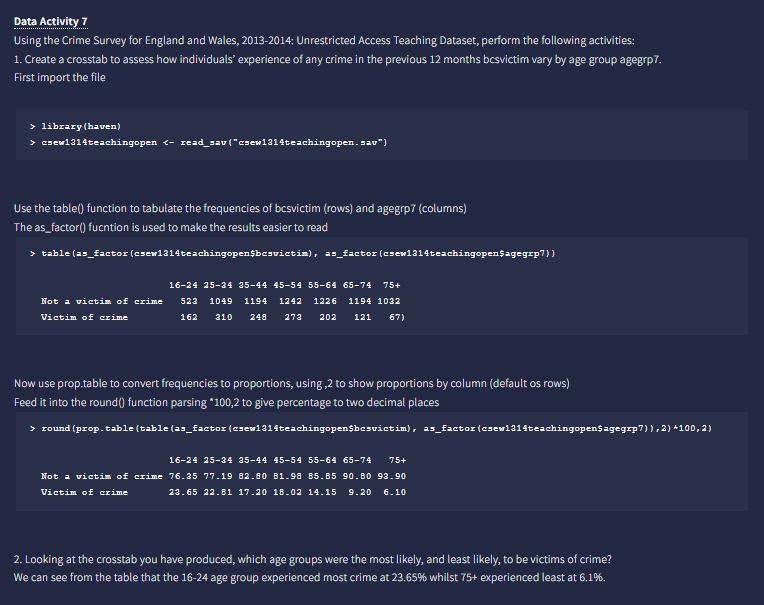 Data Activity 7
Using the Crime Survey for England and Wales, 2013-2014: Unrestricted Access Teaching Dataset, perform the following activities:
1. Create a crosstab to assess how individuals' experience of any crime in the previous 12 months bcsvictim vary by age group agegrp7.
First import the file
> library(haven)
> csew1314teachingopen <- read_sav("csew1314teachingopen.sav")
Use the table() function to tabulate the frequencies of bcsvictim (rows) and agegrp7 (columns)
The as_factor() fucntion is used to make the results easier to read
> table(as_factor(csew1314teachingopen$bcsvictim), as_factor(csew1314teachingopen$agegrp7))
16-24 25-34 35-44 45-54 55-64 65-74 75+
Not a victim of crime 523 1049 1194 1242 1226 1194 1032
Victim of crime 162 310 248 273 202 121 67)
Now use prop.table to convert frequencies to proportions, using ,2 to show proportions by column (default os rows)
Feed it into the round() function parsing *100,2 to give percentage to two decimal places
> round(prop.table(table(as_factor(csew1314teachingopen$bcsvictim), as_factor(csew1314teachingopen$agegrp7)),2)*100,2)
16-24 25-34 35-44 45-54 55-64 65-74 75+
Not a victim of crime 76.35 77.19 82.80 81.98 85.85 90.80 93.90
Victim of crime 23.65 22.81 17.20 18.02 14.15 9.20 6.10
2. Looking at the crosstab you have produced, which age groups were the most likely, and least likely, to be victims of crime?
We can see from the table that the 16-24 age group experienced most crime at 23.65% whilst 75+ experienced least at 6.1%.